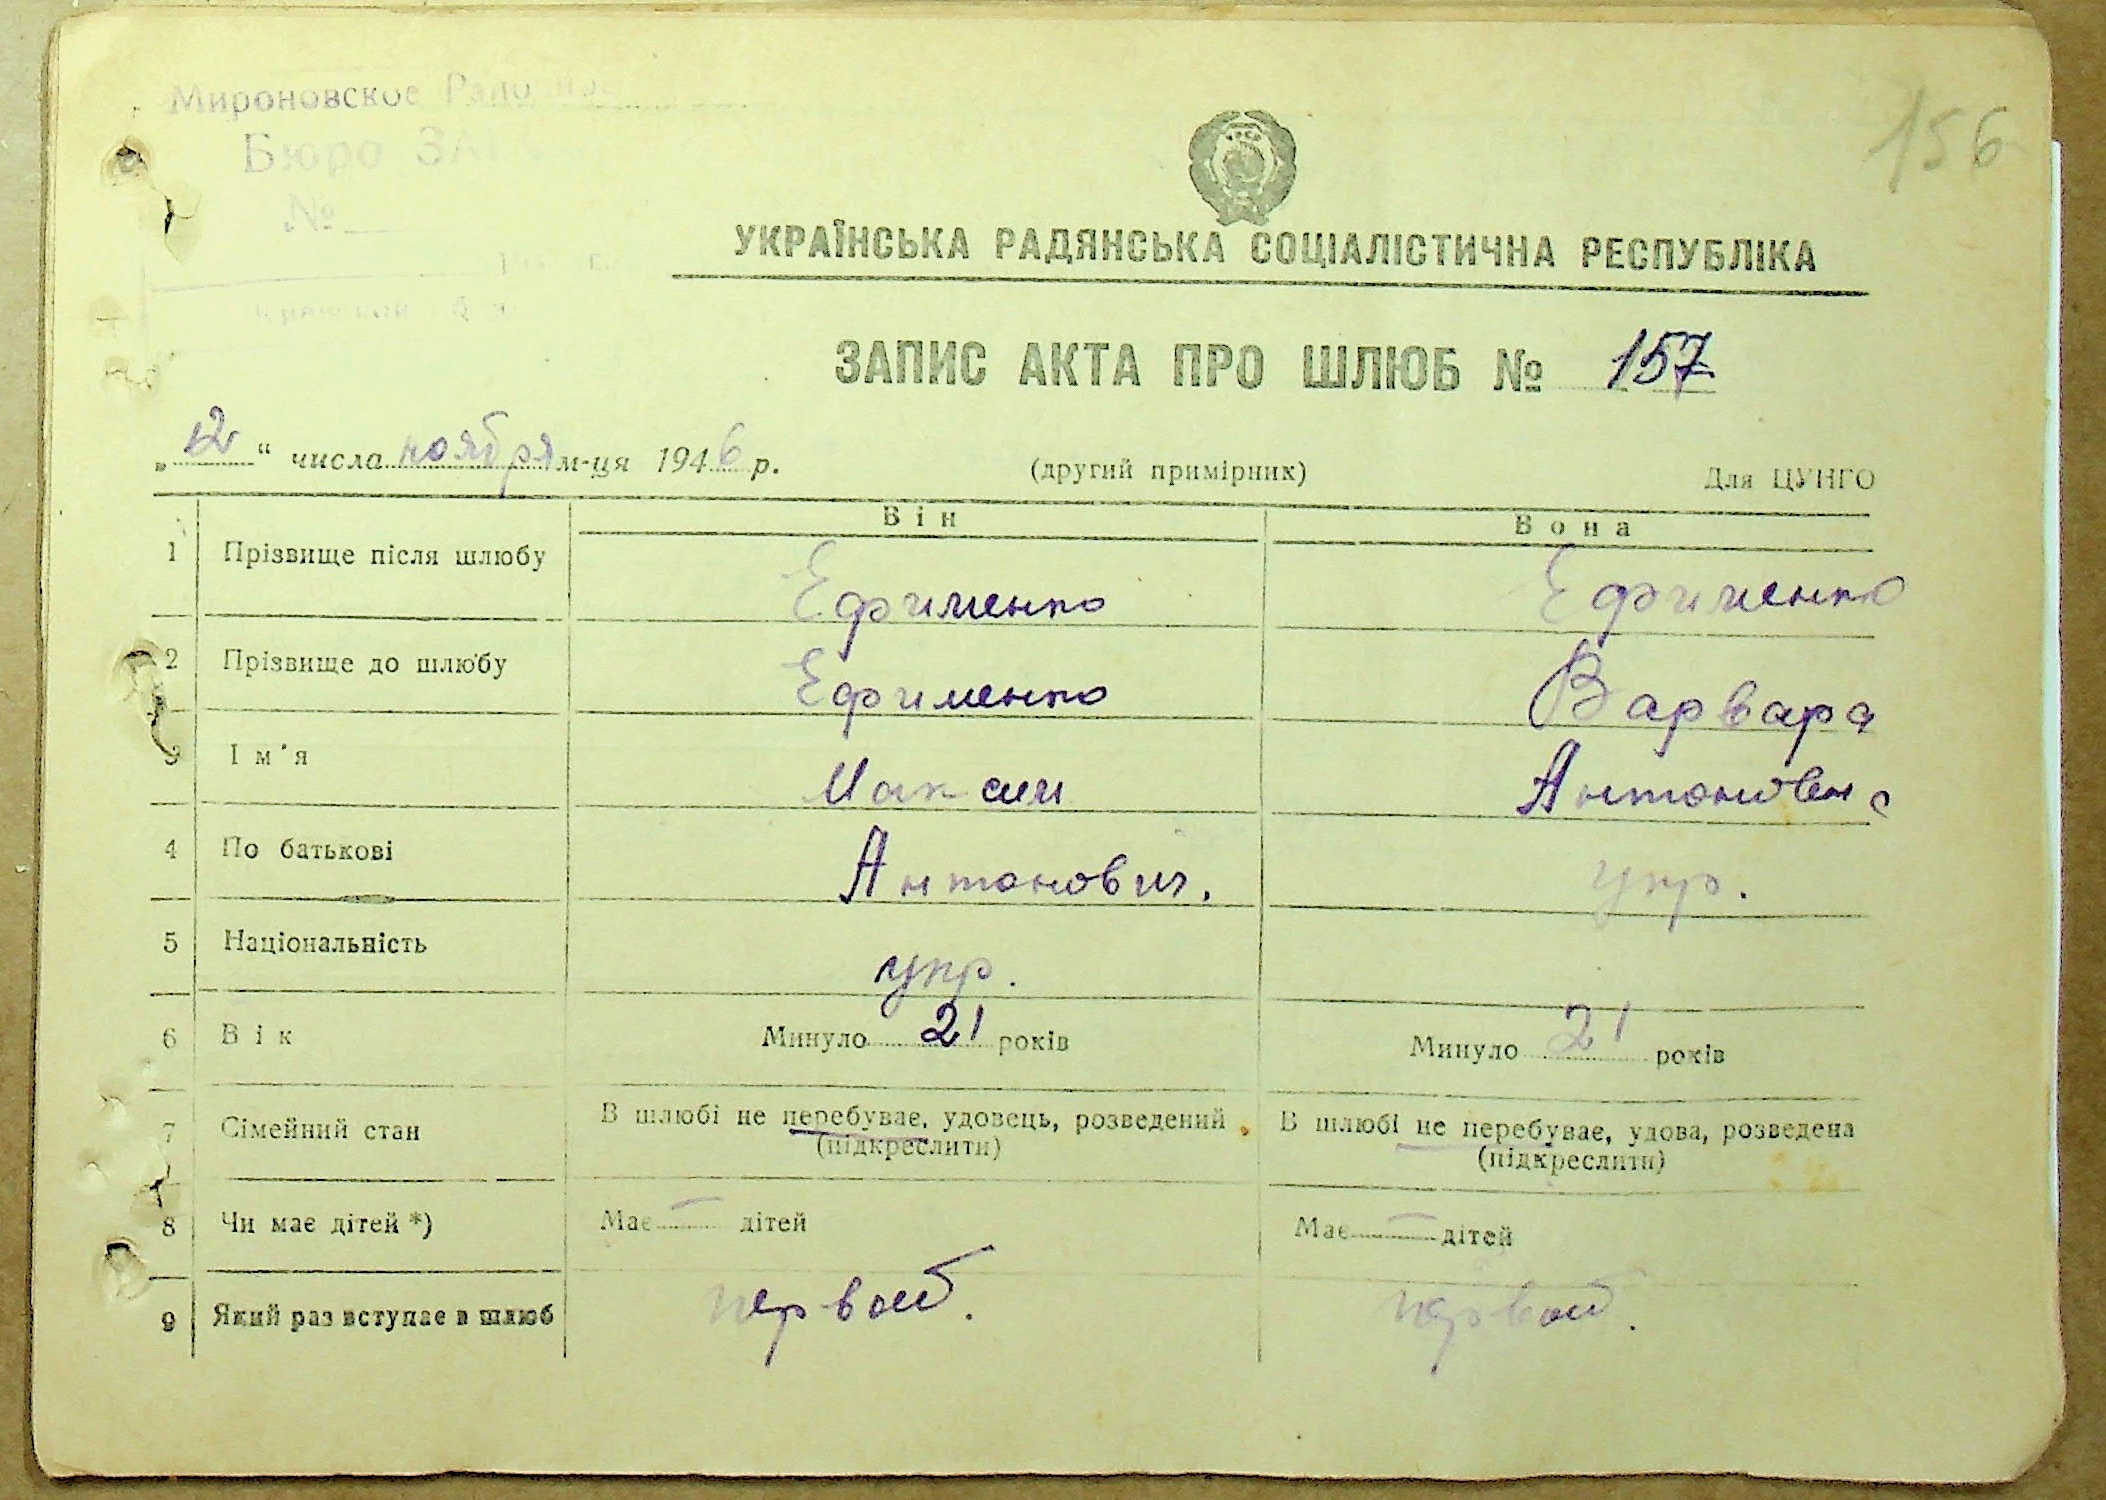 Мироновское
Бюро ЗАГ
№
156
УКРАЇНСЬКА РАДЯНСЬКА СОЦІАЛІСТИЧНА РЕСПУБЛІКА
ЗАПИС АКТА ПРО ШЛЮБ № 157
„12“ числа ноября м-ця 1946 р. (другий примірник) Для ЦУНГО
Він Вона
1 Прізвище після шлюбу Ефименко Ефименко
2 Прізвище до шлюбу Ефименко Варвара
3 Ім'я Максим Антоновна
4 По батькові Антонович. укр.
5 Національність укр.
6 Вік Минуло 21 років Минуло 21 років
7 Сімейний стан В шлюбі не перебуває, удовець, розведений В шлюбі не перебуває, удова, розведена
(підкреслити) (підкреслити)
8 Чи має дітей *) Має — дітей Має — дітей
9 Який раз вступає в шлюб первой. первой.